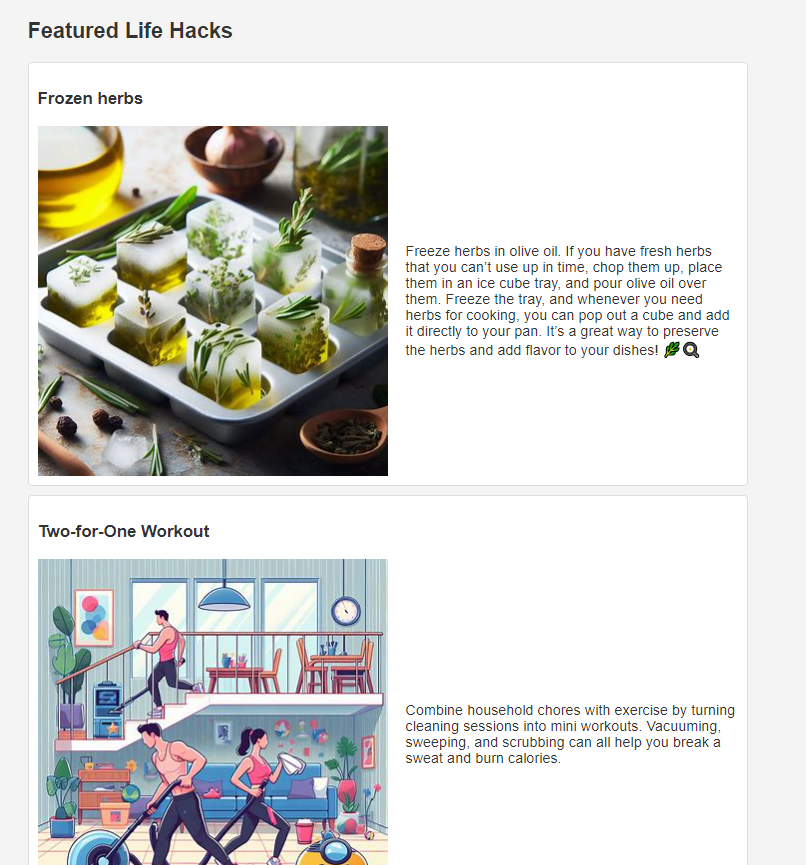 Featured Life Hacks
Frozen herbs
Freeze herbs in olive oil. If you have fresh herbs
that you can’t use up in time, chop them up, place
them in an ice cube tray, and pour olive oil over
them. Freeze the tray, and whenever you need
herbs for cooking, you can pop out a cube and add
it directly to your pan. It’s a great way to preserve
the herbs and add flavor to your dishes! 🌿🍳
Two-for-One Workout
Combine household chores with exercise by turning
cleaning sessions into mini workouts. Vacuuming,
sweeping, and scrubbing can all help you break a
sweat and burn calories.